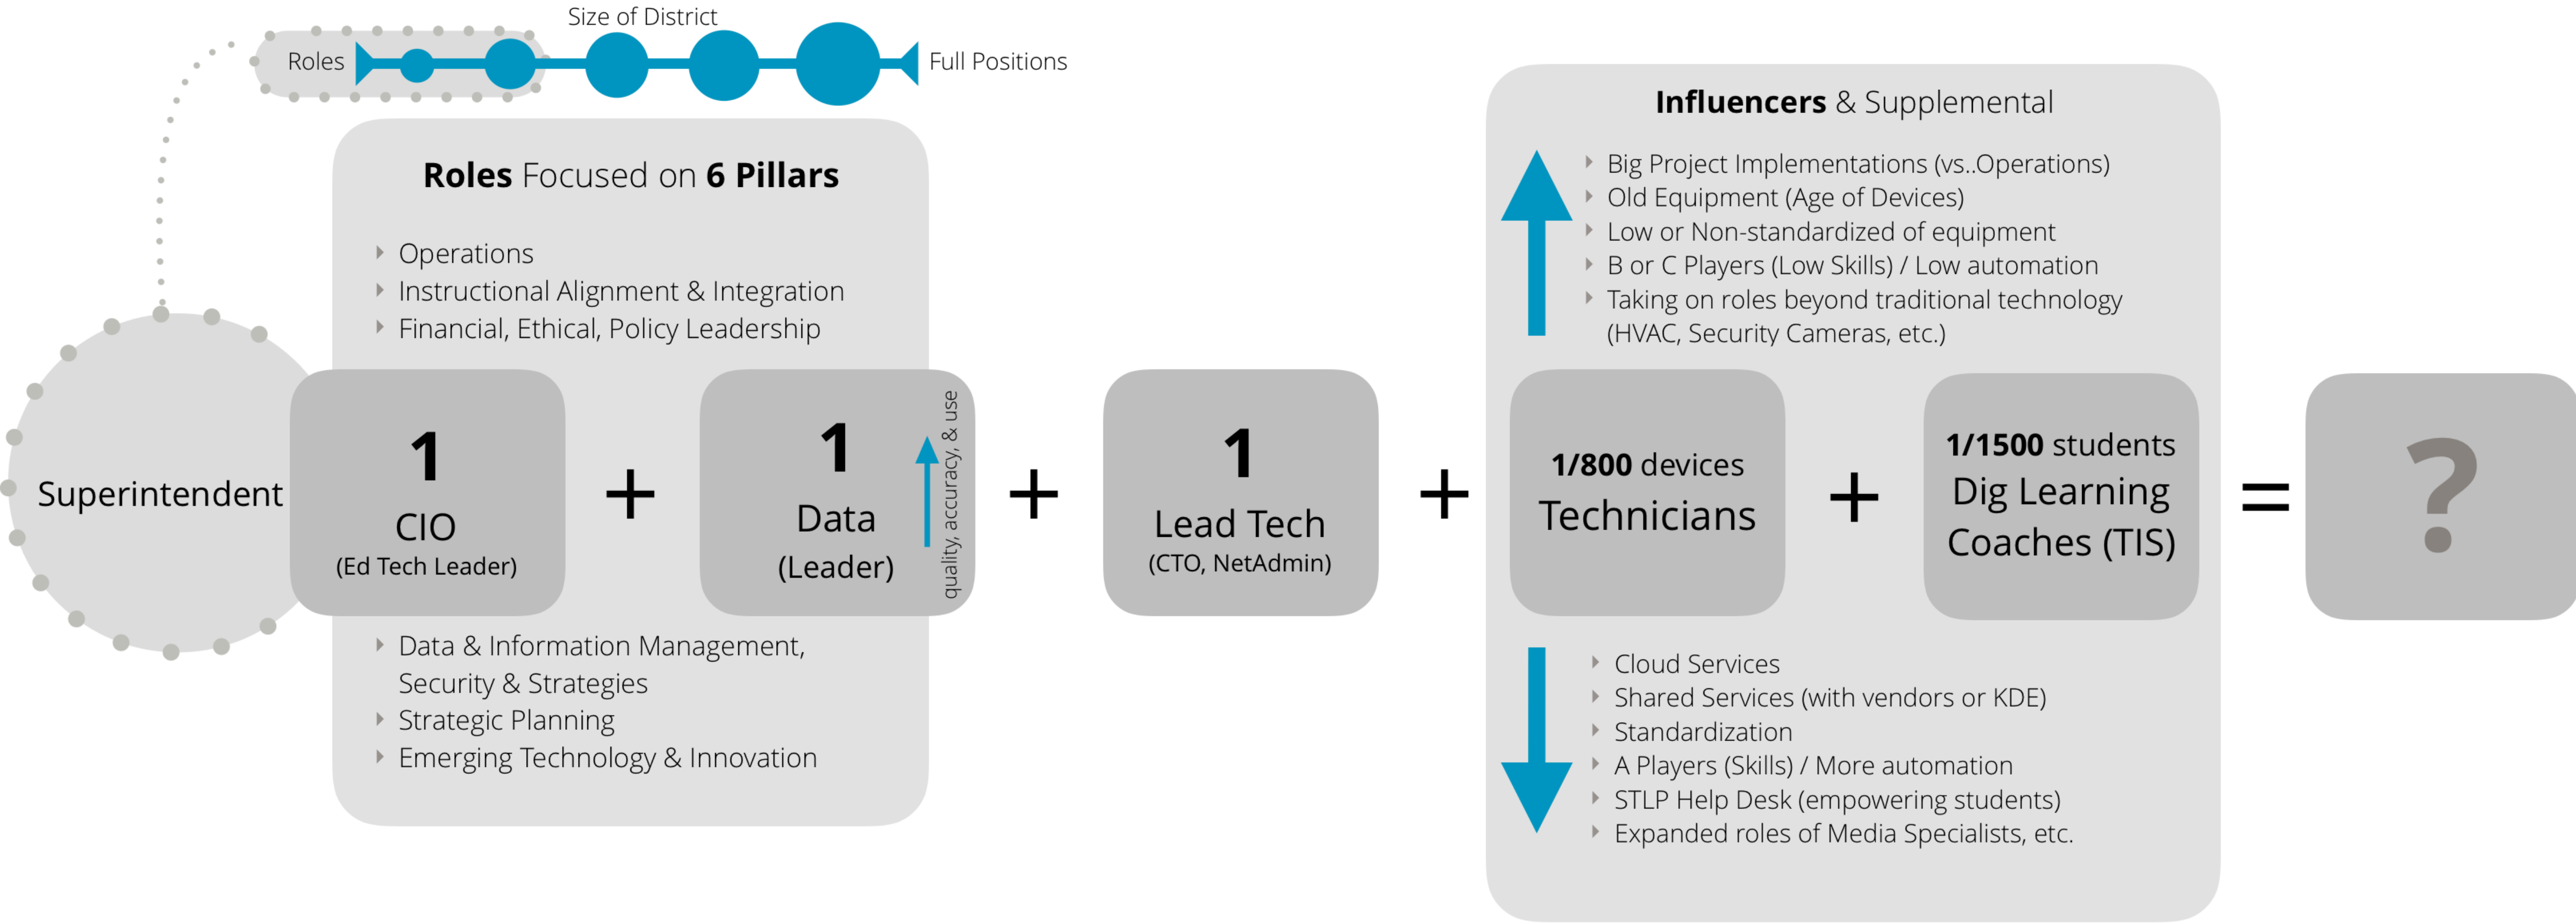 Size of District
Roles
Full Positions
Roles Focused on 6 Pillars
Operations
Instructional Alignment & Integration
Financial, Ethical, Policy Leadership
Superintendent
1
CIO
(Ed Tech Leader)
+
1
Data
(Leader)
quality, accuracy, & use
+
1
Lead Tech
(CTO, NetAdmin)
+
Data & Information Management,
Security & Strategies
Strategic Planning
Emerging Technology & Innovation
Influencers & Supplemental
Big Project Implementations (vs..Operations)
Old Equipment (Age of Devices)
Low or Non-standardized of equipment
B or C Players (Low Skills) / Low automation
Taking on roles beyond traditional technology
(HVAC, Security Cameras, etc.)
1/800 devices
Technicians
+
1/1500 students
Dig Learning
Coaches (TIS)
=
?
Cloud Services
Shared Services (with vendors or KDE)
Standardization
A Players (Skills) / More automation
STLP Help Desk (empowering students)
Expanded roles of Media Specialists, etc.